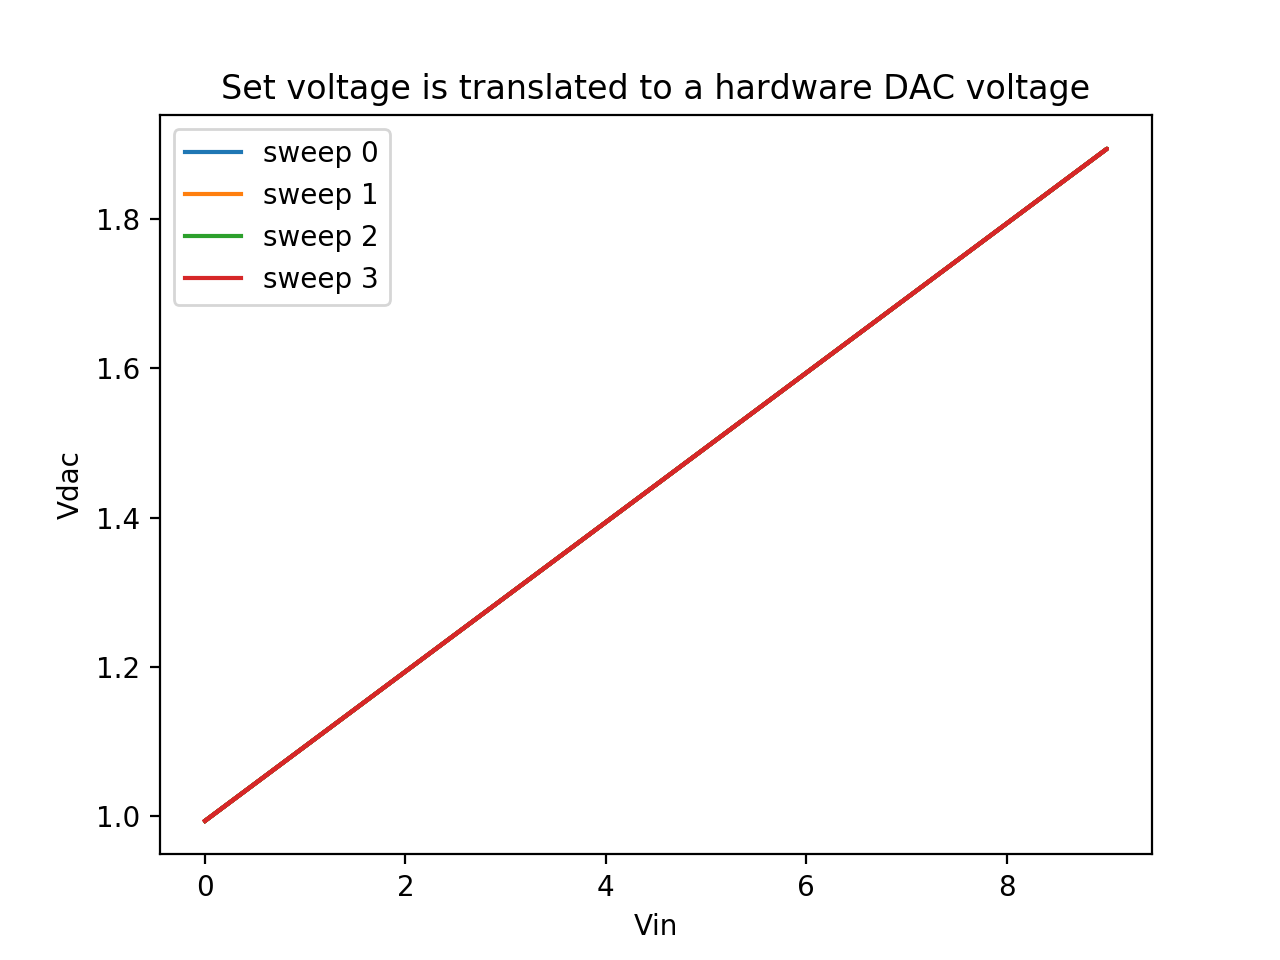 Set voltage is translated to a hardware DAC voltage
sweep 0
sweep 1
sweep 2
sweep 3
1.8
1.6
1.4
1.2
1.0
Vdac
0 2 4 6 8
Vin